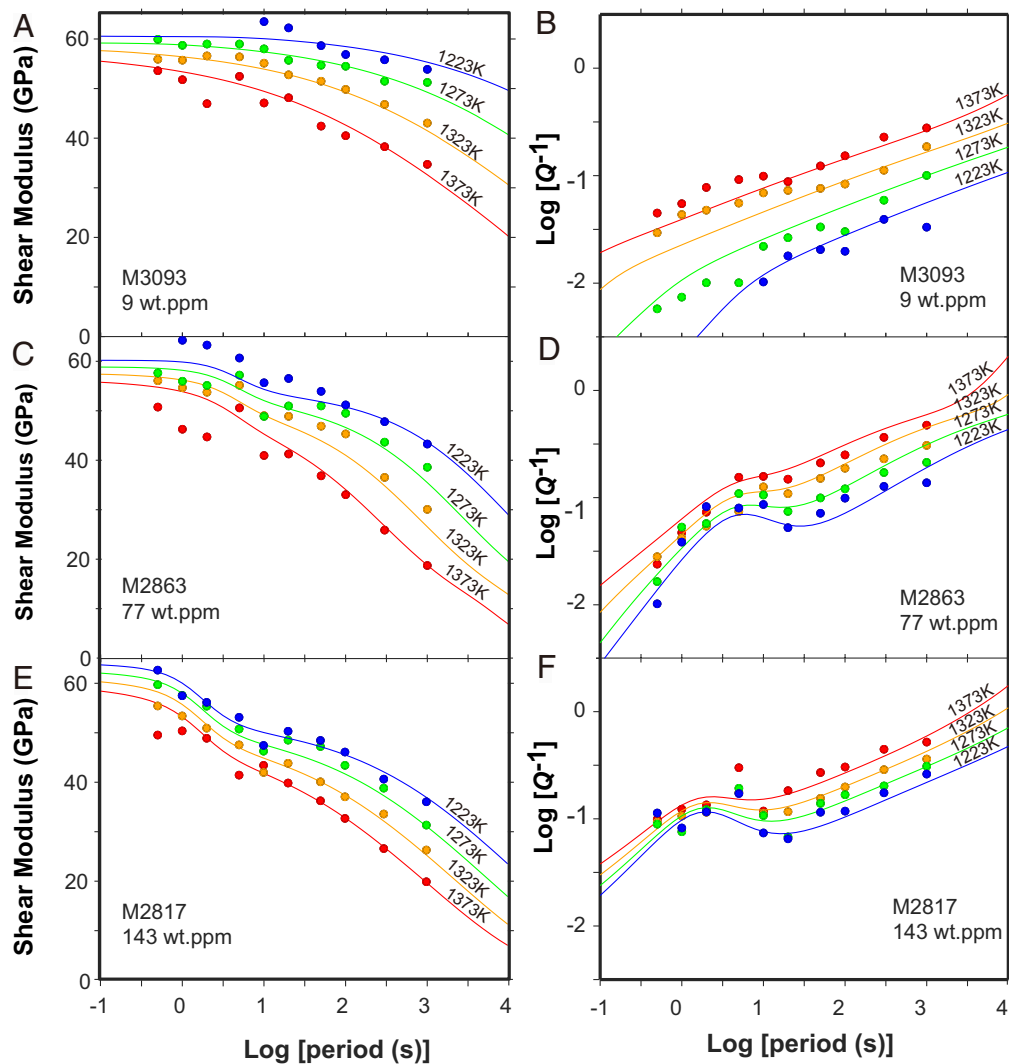 A
B
Shear Modulus (GPa)
60
40
20
0
1223K
1273K
1323K
1373K
M3093
9 wt.ppm
Log [Q-1]
0
-1
-2
1373K
1323K
1273K
1223K
M3093
9 wt.ppm
C
D
Shear Modulus (GPa)
60
40
20
0
1223K
1273K
1323K
1373K
M2863
77 wt.ppm
Log [Q-1]
0
-1
-2
1373K
1323K
1273K
1223K
M2863
77 wt.ppm
E
F
Shear Modulus (GPa)
60
40
20
0
1223K
1273K
1323K
1373K
M2817
143 wt.ppm
-1 0 1 2 3 4
Log [period (s)]
Log [Q-1]
0
-1
-2
1373K
1323K
1273K
1223K
M2817
143 wt.ppm
-1 0 1 2 3 4
Log [period (s)]